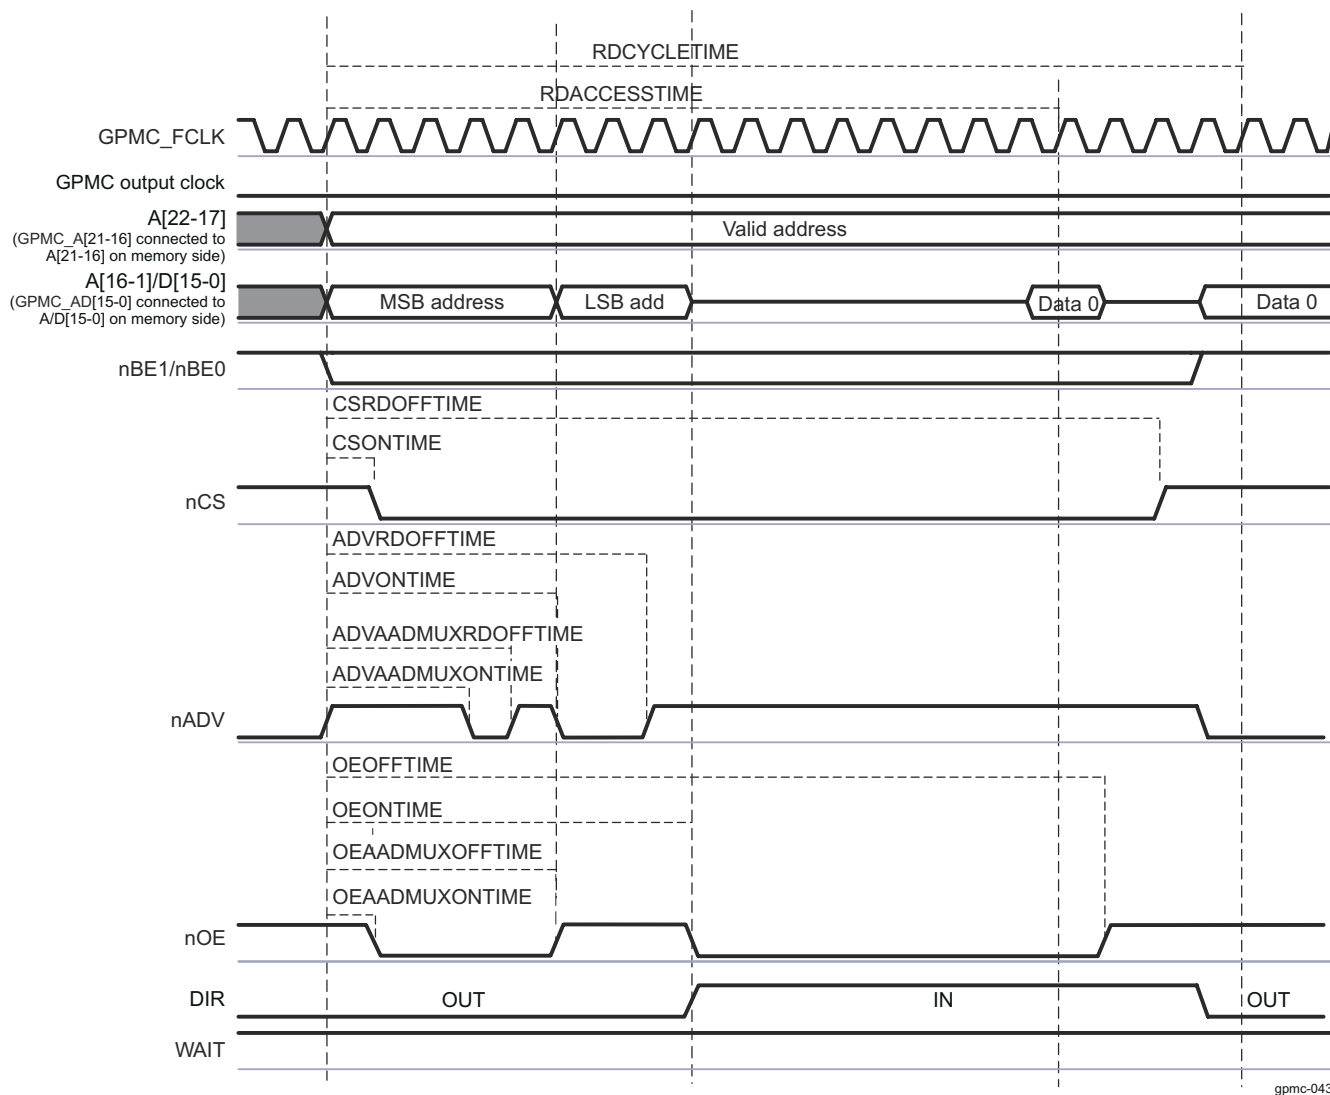 RDCYCLETIME
RDACCESSTIME
GPMC_FCLK
GPMC output clock
A[22-17]
(GPMC_A[21-16] connected to
A[21-16] on memory side)
Valid address
A[16-1]/D[15-0]
(GPMC_AD[15-0] connected to
A/D[15-0] on memory side)
MSB address LSB add Data 0 Data 0
nBE1/nBE0
CSRDOFFTIME
CSONTIME
nCS
ADVRDOFFTIME
ADVONTIME
ADVAADMUXRDOFFTIME
ADVAADMUXONTIME
nADV
OEOFFTIME
OEONTIME
OEAADMUXOFFTIME
OEAADMUXONTIME
nOE
DIR OUT IN OUT
WAIT
gpmc-043